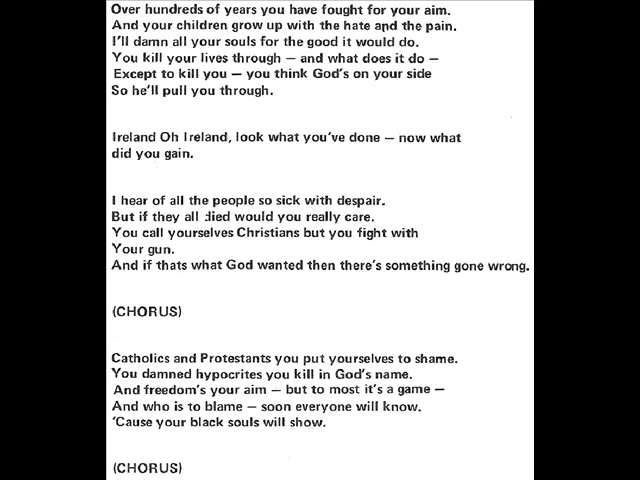 Over hundreds of years you have fought for your aim.
And your children grow up with the hate and the pain.
I'll damn all your souls for the good it would do.
You kill your lives through — and what does it do —
Except to kill you — you think God's on your side
So he'll pull you through.
Ireland Oh Ireland, look what you've done — now what
did you gain.
I hear of all the people so sick with despair.
But if they all died would you really care.
You call yourselves Christians but you fight with
Your gun.
And if thats what God wanted then there's something gone wrong.
(CHORUS)
Catholics and Protestants you put yourselves to shame.
You damned hypocrites you kill in God's name.
And freedom's your aim — but to most it's a game —
And who is to blame — soon everyone will know.
'Cause your black souls will show.
(CHORUS)